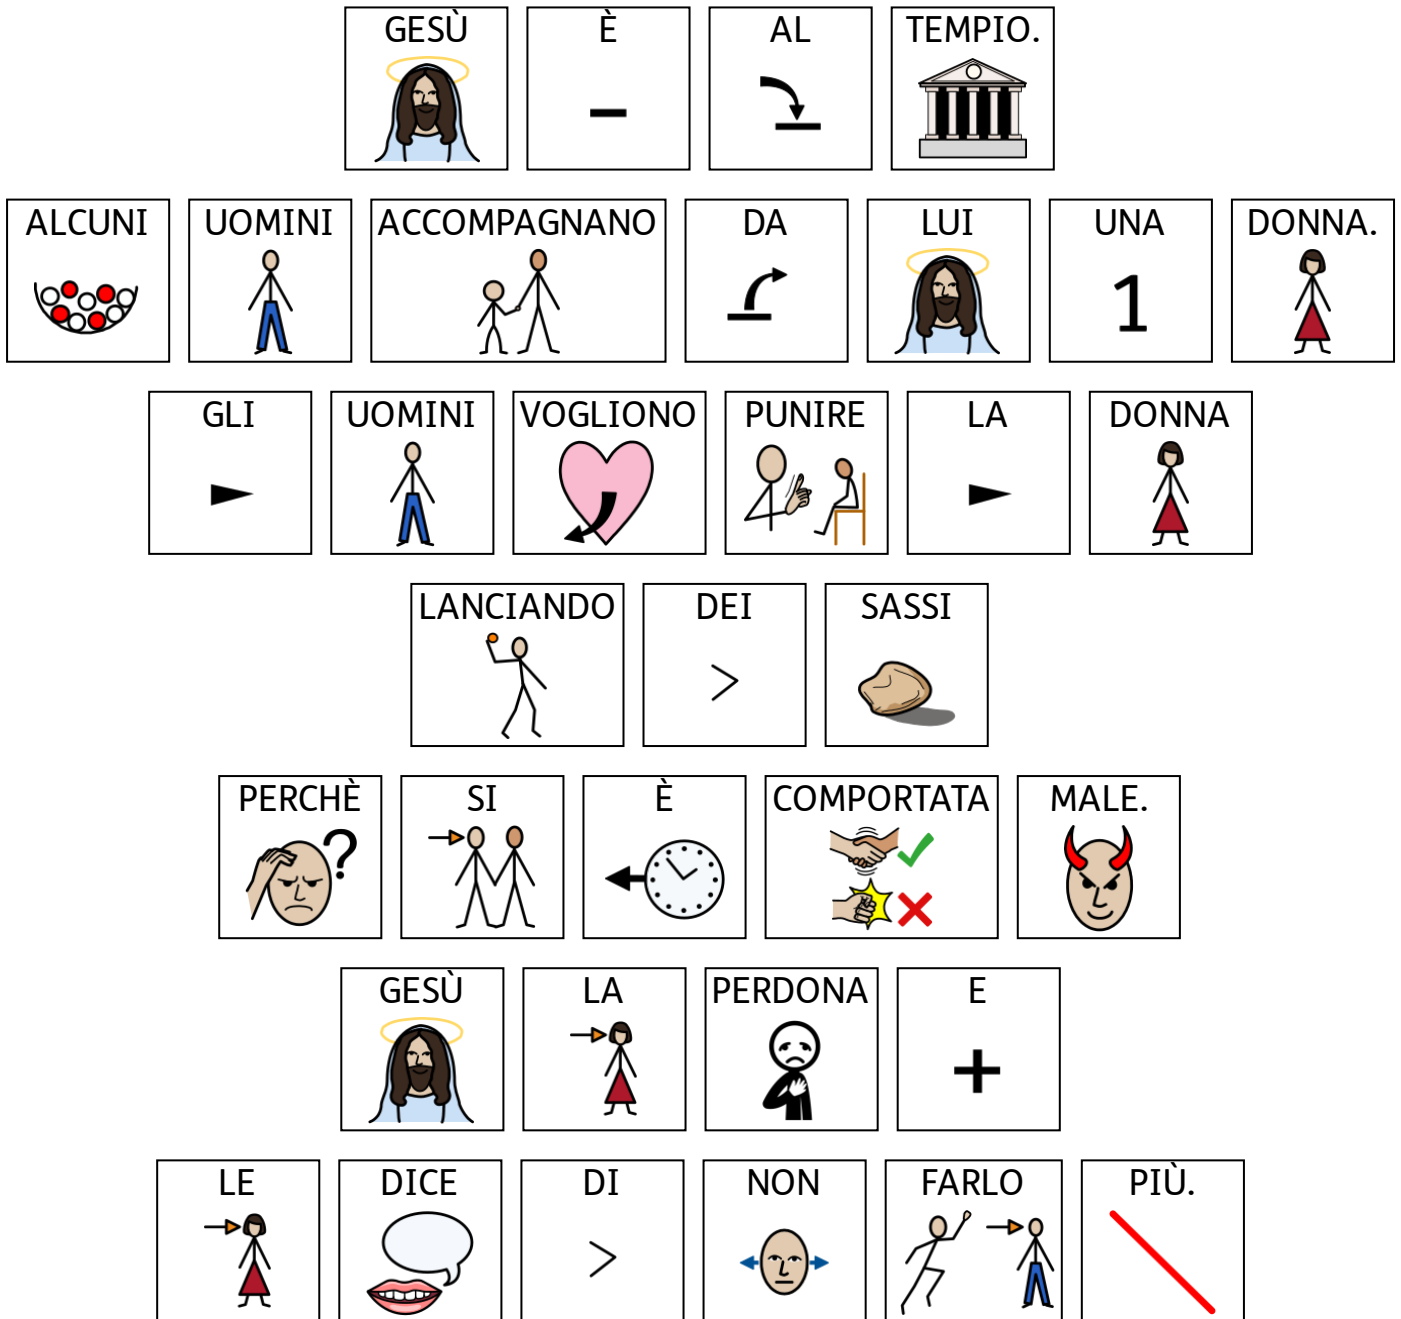 GESÙ È AL TEMPIO.
ALCUNI UOMINI ACCOMPAGNANO DA LUI UNA DONNA.
1
GLI UOMINI VOGLIONO PUNIRE LA DONNA
LANCIANDO DEI SASSI
PERCHÈ SI È COMPORTATA MALE.
?
GESÙ LA PERDONA E
+
LE DICE DI NON FARLO PIÙ.